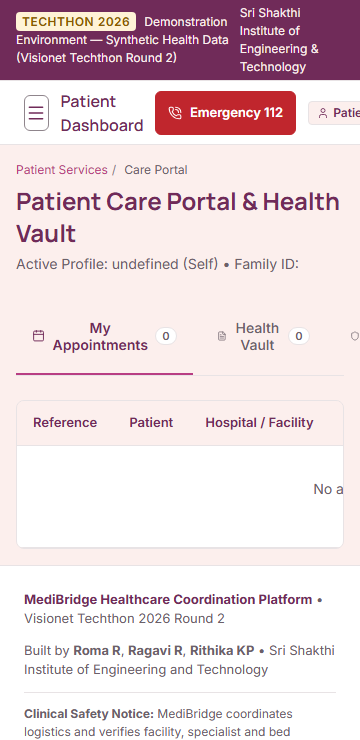 TECHTHON 2026 Demonstration
Environment — Synthetic Health Data
(Visionet Techthon Round 2)
Sri Shakthi
Institute of
Engineering &
Technology
Patient
Dashboard
Emergency 112
Patie
Patient Services / Care Portal
Patient Care Portal & Health
Vault
Active Profile: undefined (Self) • Family ID:
My
Appointments
0
Health
Vault
0
Reference Patient Hospital / Facility
No a
MediBridge Healthcare Coordination Platform •
Visionet Techthon 2026 Round 2
Built by Roma R, Ragavi R, Rithika KP • Sri Shakthi
Institute of Engineering and Technology
Clinical Safety Notice: MediBridge coordinates
logistics and verifies facility, specialist and bed